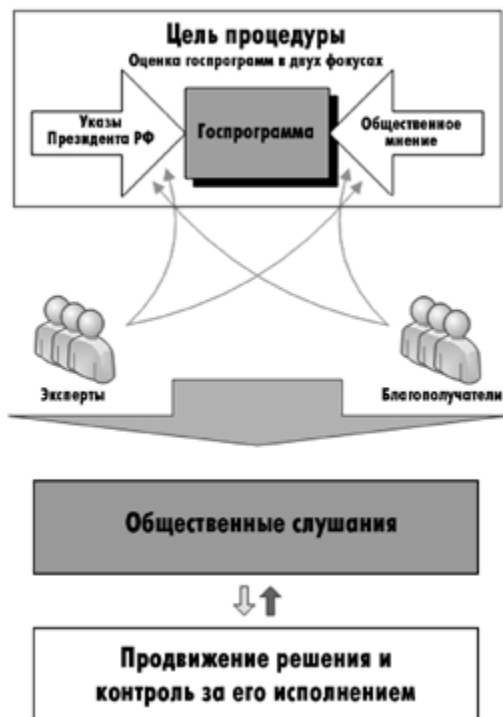 Цель процедуры
Оценка госпрограмм в двух фокусах
Указы
Президента РФ
Госпрограмма
Общественное
мнение
Эксперты
Благополучатели
Общественные слушания
Продвижение решения и
контроль за его исполнением